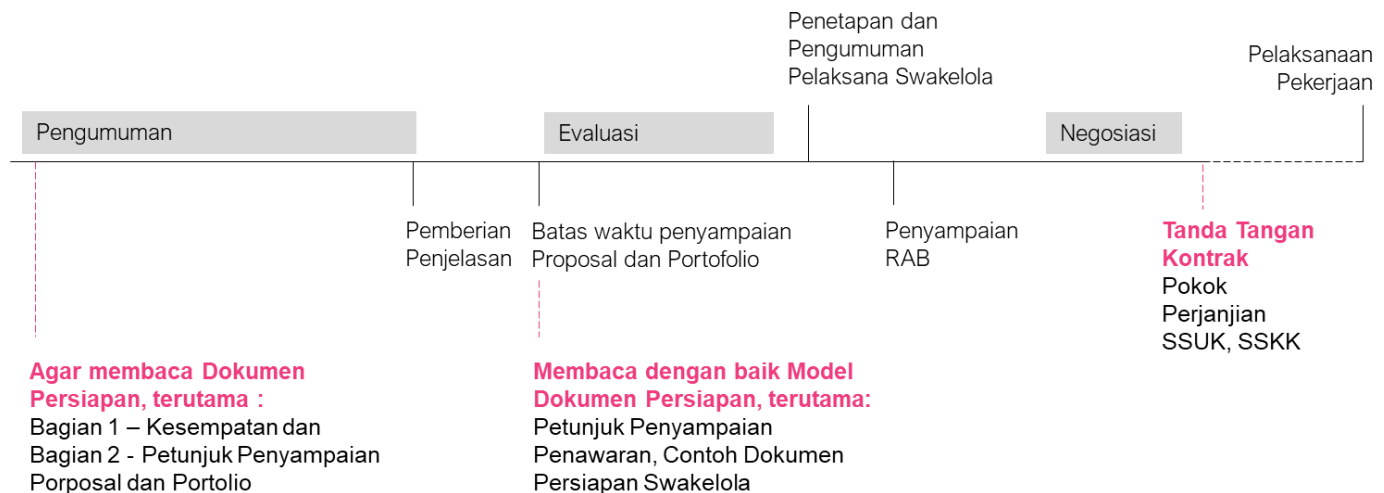 Penetapan dan
Pengumuman
Pelaksana Swakelola
Pelaksanaan
Pekerjaan
Pengumuman
Evaluasi
Negosiasi
Pemberian
Penjelasan
Batas waktu penyampaian
Proposal dan Portofolio
Penyampaian
RAB
Tanda Tangan
Kontrak
Pokok
Perjanjian
SSUK, SSKK
Agar membaca Dokumen
Persiapan, terutama :
Bagian 1 – Kesempatan dan
Bagian 2 - Petunjuk Penyampaian
Porposal dan Portolio
Membaca dengan baik Model
Dokumen Persiapan, terutama:
Petunjuk Penyampaian
Penawaran, Contoh Dokumen
Persiapan Swakelola